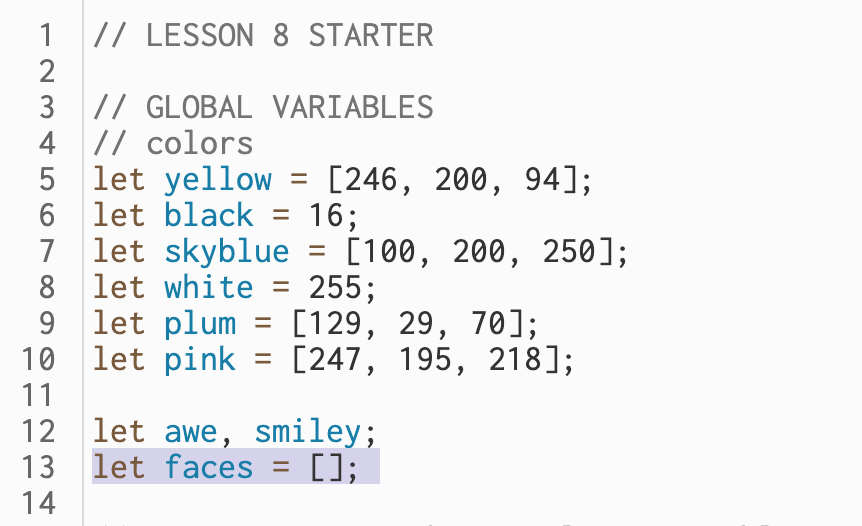 1 // LESSON 8 STARTER
2
3 // GLOBAL VARIABLES
4 // colors
5 let yellow = [246, 200, 94];
6 let black = 16;
7 let skyblue = [100, 200, 250];
8 let white = 255;
9 let plum = [129, 29, 70];
10 let pink = [247, 195, 218];
11
12 let awe, smiley;
13 let faces = [];
14